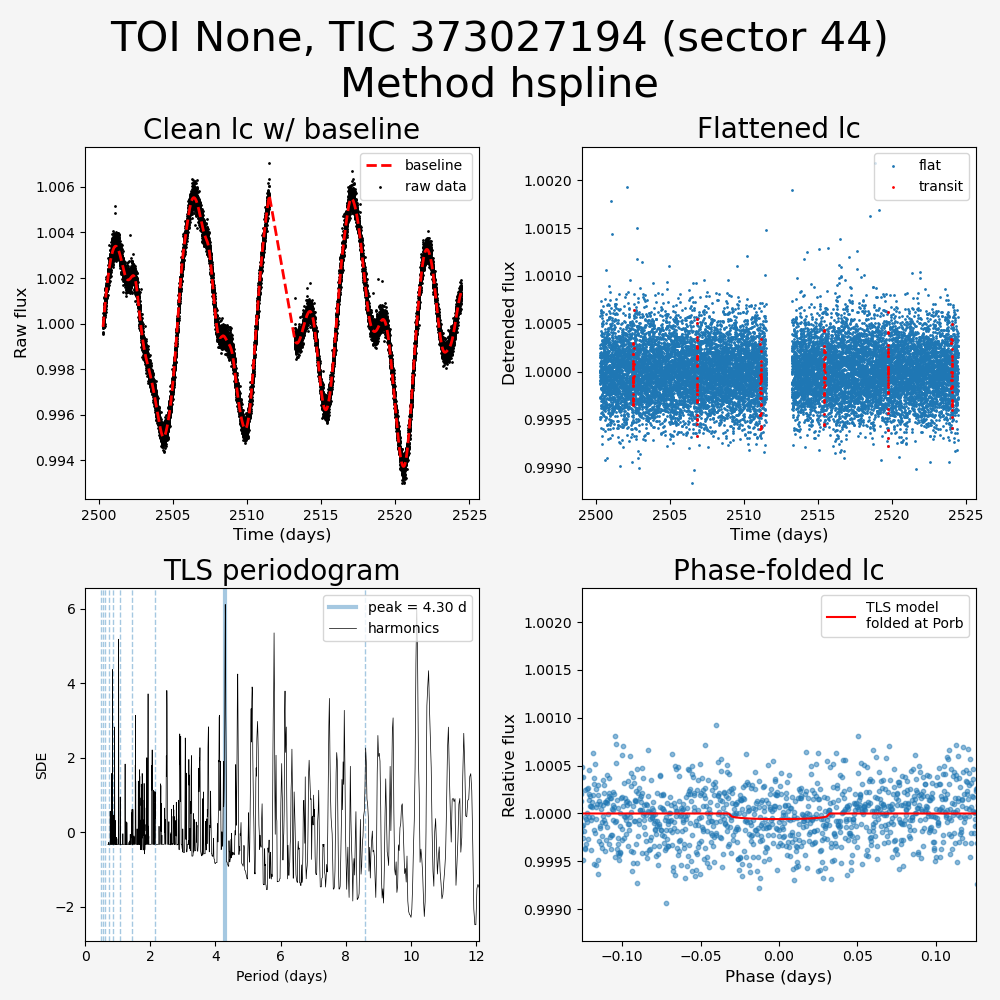 TOI None, TIC 373027194 (sector 44)
Method hspline
Clean lc w/ baseline
baseline
raw data
1.006
1.004
1.002
1.000
0.998
0.996
0.994
Raw flux
2500
2505
2510
2515
2520
2525
Time (days)
Flattened lc
flat
transit
1.0020
1.0015
1.0010
1.0005
1.0000
0.9995
0.9990
Detrended flux
2500
2505
2510
2515
2520
2525
Time (days)
TLS periodogram
peak = 4.30 d
harmonics
6
4
2
0
−2
SDE
0
2
4
6
8
10
12
Period (days)
Phase-folded lc
TLS model
folded at Porb
1.0020
1.0015
1.0010
1.0005
1.0000
0.9995
0.9990
Relative flux
−0.10
−0.05
0.00
0.05
0.10
Phase (days)